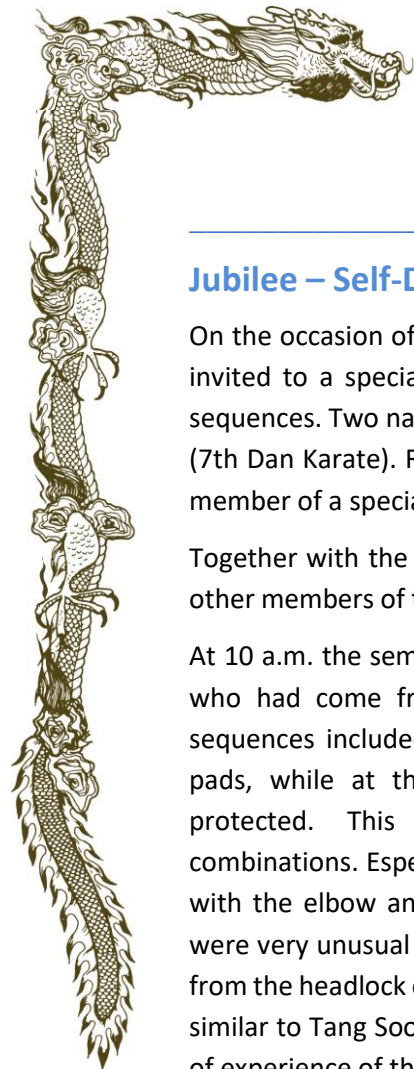 Jubilee – Self-D
On the occasion of
invited to a specia
sequences. Two na
(7th Dan Karate). R
member of a specia
Together with the
other members of t
At 10 a.m. the sem
who had come fr
sequences include
pads, while at th
protected. This
combinations. Espe
with the elbow an
were very unusual
from the headlock o
similar to Tang Soo
of experience of th